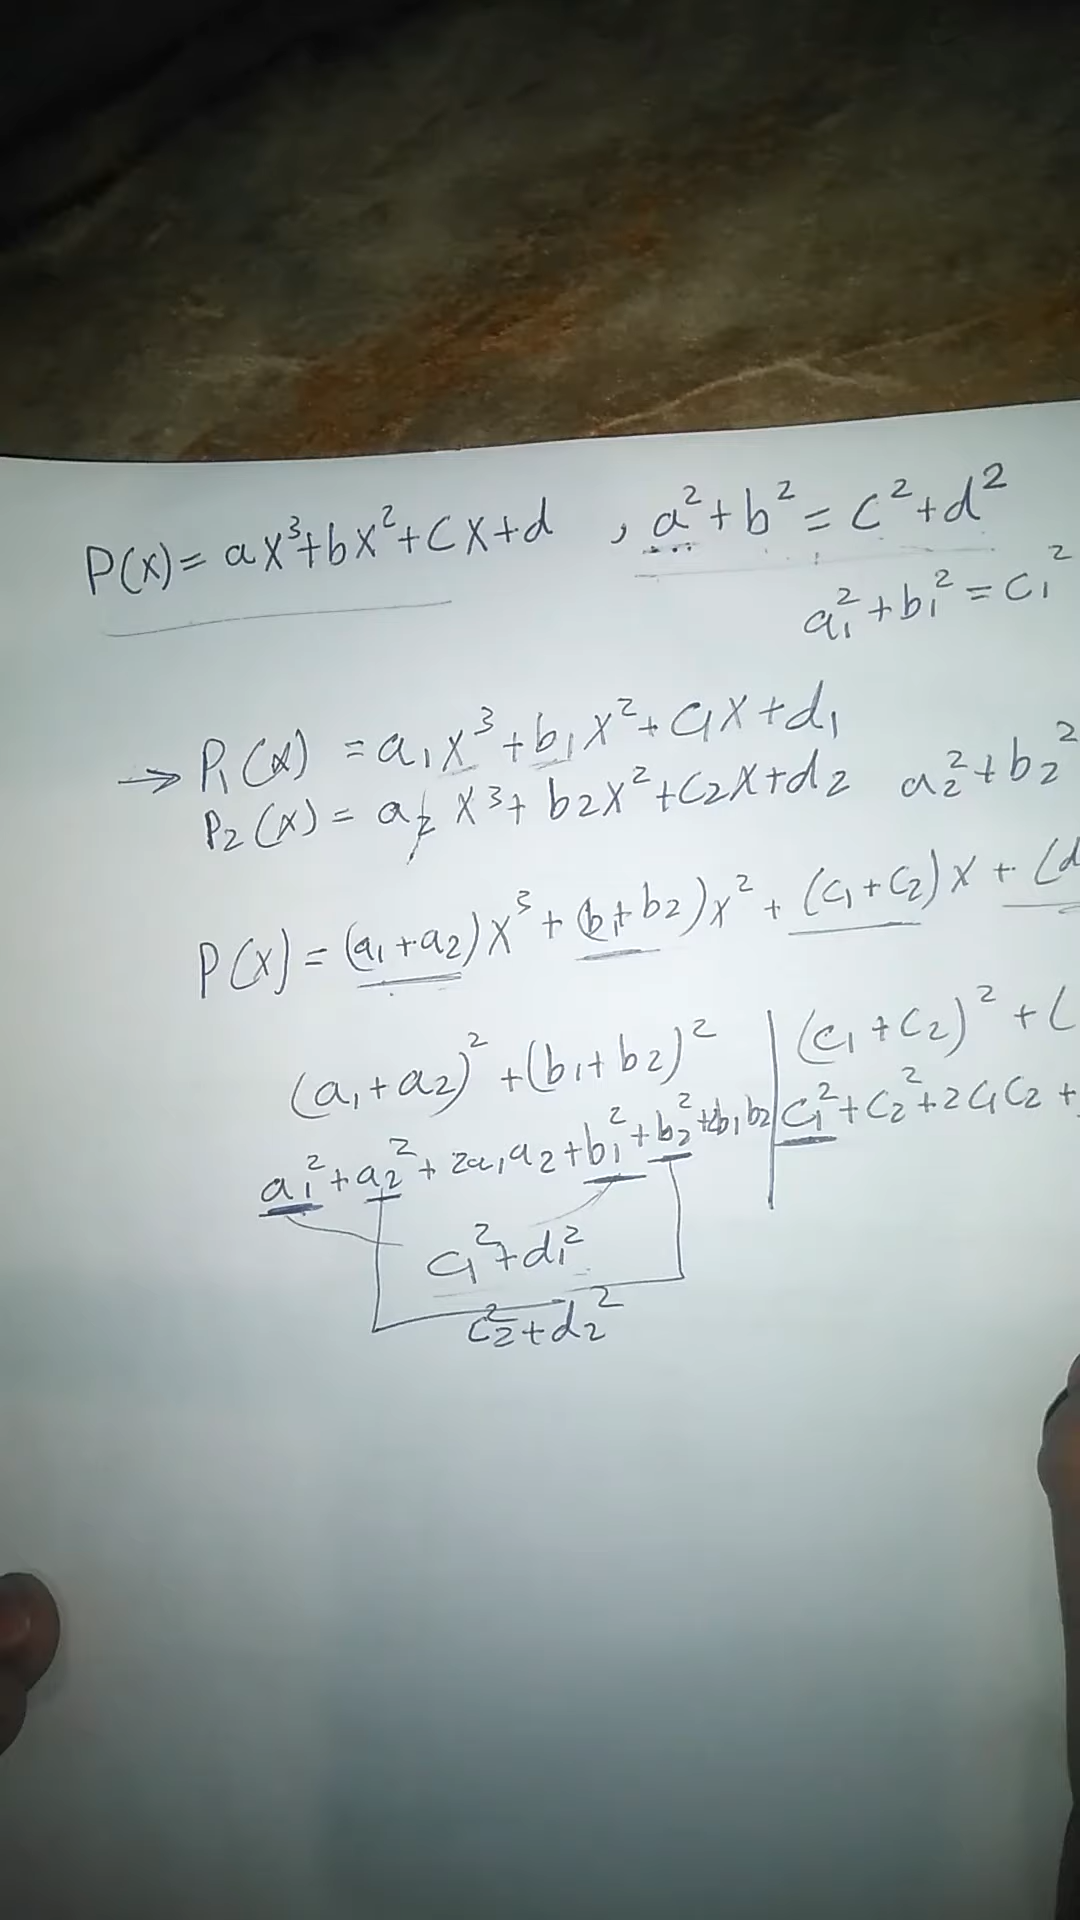 P(x) = ax³+bx²+cx+d , a²+b² = c²+d²
a₁²+b₁² = c₁²
→ P₁(x) = a₁x³+b₁x²+c₁x+d₁
P₂(x) = a₂x³+b₂x²+c₂x+d₂ a₂²+b₂²
P(x) = (a₁+a₂)x³+(b₁+b₂)x²+(c₁+c₂)x+(d
(a₁+a₂)²+(b₁+b₂)² | (c₁+c₂)²+(
a₁²+a₂²+2a₁a₂+b₁²+b₂²+2b₁b₂ | c₁²+c₂²+2c₁c₂+
c₁²+d₁²
c₂²+d₂²